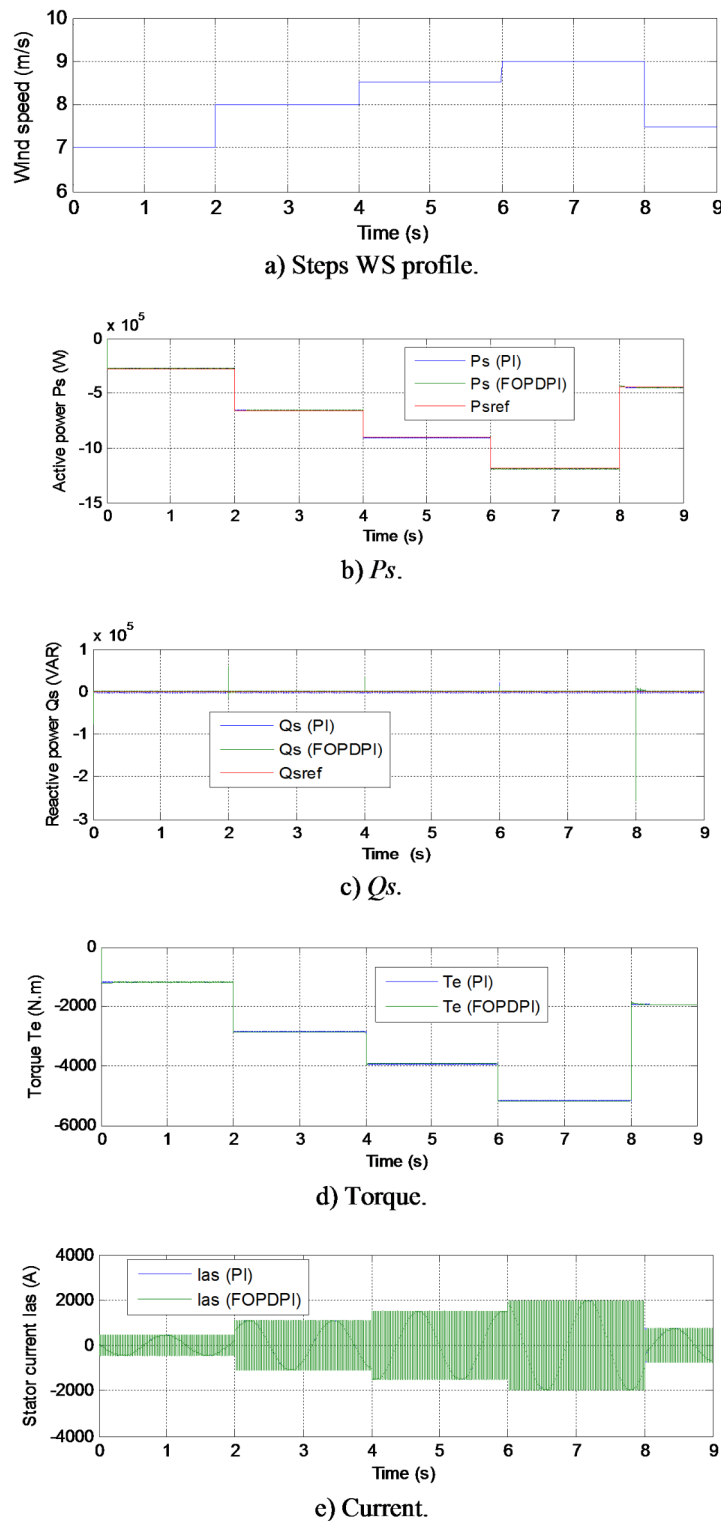 Wind speed (m/s)
10
9
8
7
6
0 1 2 3 4 5 6 7 8 9
Time (s)
a) Steps WS profile.
x 10^5
Active power Ps (W)
0
-5
-10
-15
Ps (PI)
Ps (FOPDPI)
Psref
0 1 2 3 4 5 6 7 8 9
Time (s)
b) Ps.
x 10^5
Reactive power Qs (VAR)
1
0
-1
-2
-3
Qs (PI)
Qs (FOPDPI)
Qsref
0 1 2 3 4 5 6 7 8 9
Time (s)
c) Qs.
Torque Te (N.m)
0
-2000
-4000
-6000
Te (PI)
Te (FOPDPI)
0 1 2 3 4 5 6 7 8 9
Time (s)
d) Torque.
Stator current Ias (A)
4000
2000
0
-2000
-4000
Ias (PI)
Ias (FOPDPI)
0 1 2 3 4 5 6 7 8 9
Time (s)
e) Current.